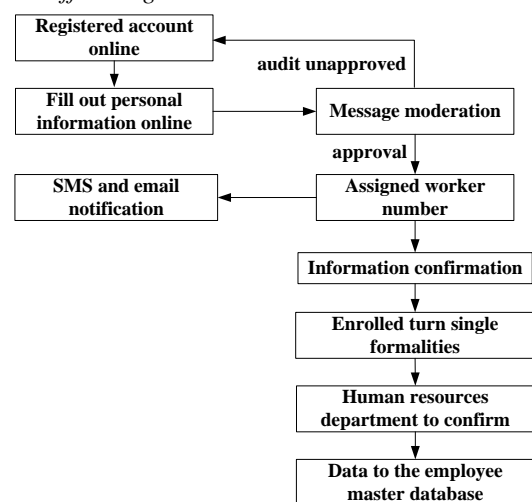 Registered account
online
audit unapproved
Fill out personal
information online
Message moderation
approval
SMS and email
notification
Assigned worker
number
Information confirmation
Enrolled turn single
formalities
Human resources
department to confirm
Data to the employee
master database